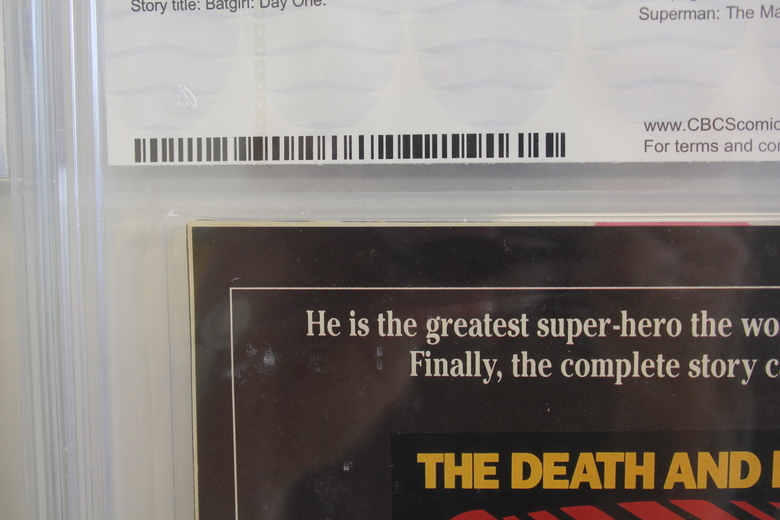 Story title: Batgirl: Day One.
Superman: The Ma
www.CBCScomic
For terms and con
He is the greatest super-hero the wo
Finally, the complete story c
THE DEATH AND